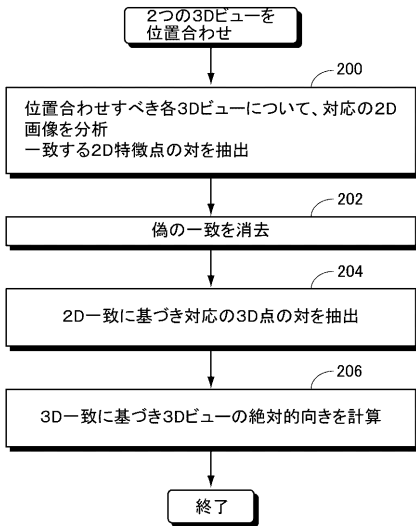 2つの3Dビューを
位置合わせ
200
位置合わせすべき各3Dビューについて、対応の2D
画像を分析
一致する2D特徴点の対を抽出
202
偽の一致を消去
204
2D一致に基づき対応の3D点の対を抽出
206
3D一致に基づき3Dビューの絶対的向きを計算
終了